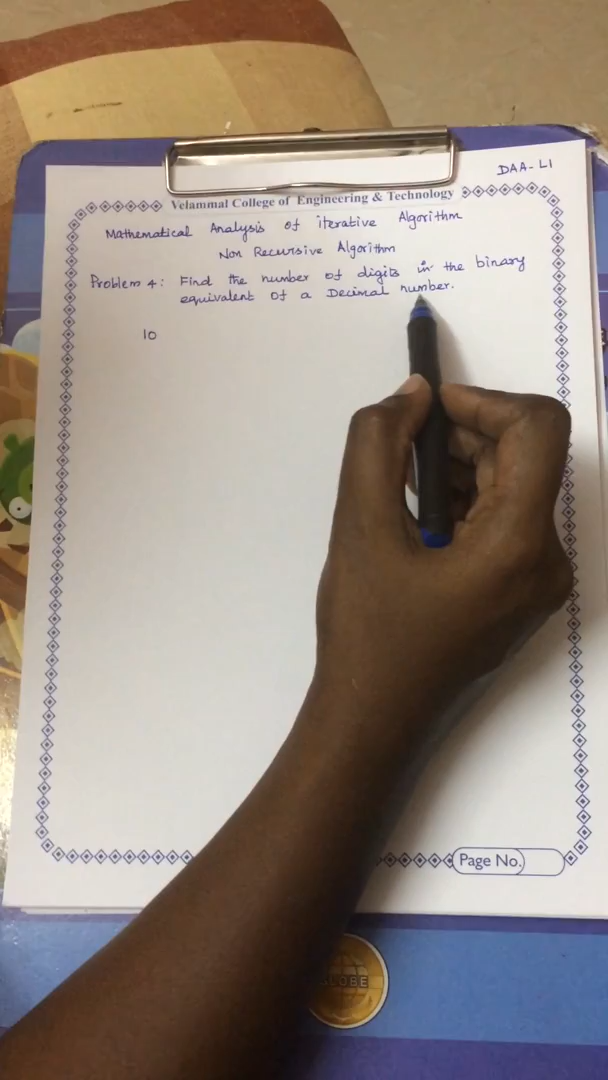 DAA-L1
Velammal College of Engineering & Technology
Mathematical Analysis of iterative Algorithm
Non Recursive Algorithm
Problem 4: Find the number of digits in the binary
equivalent of a Decimal number.
10
Page No.